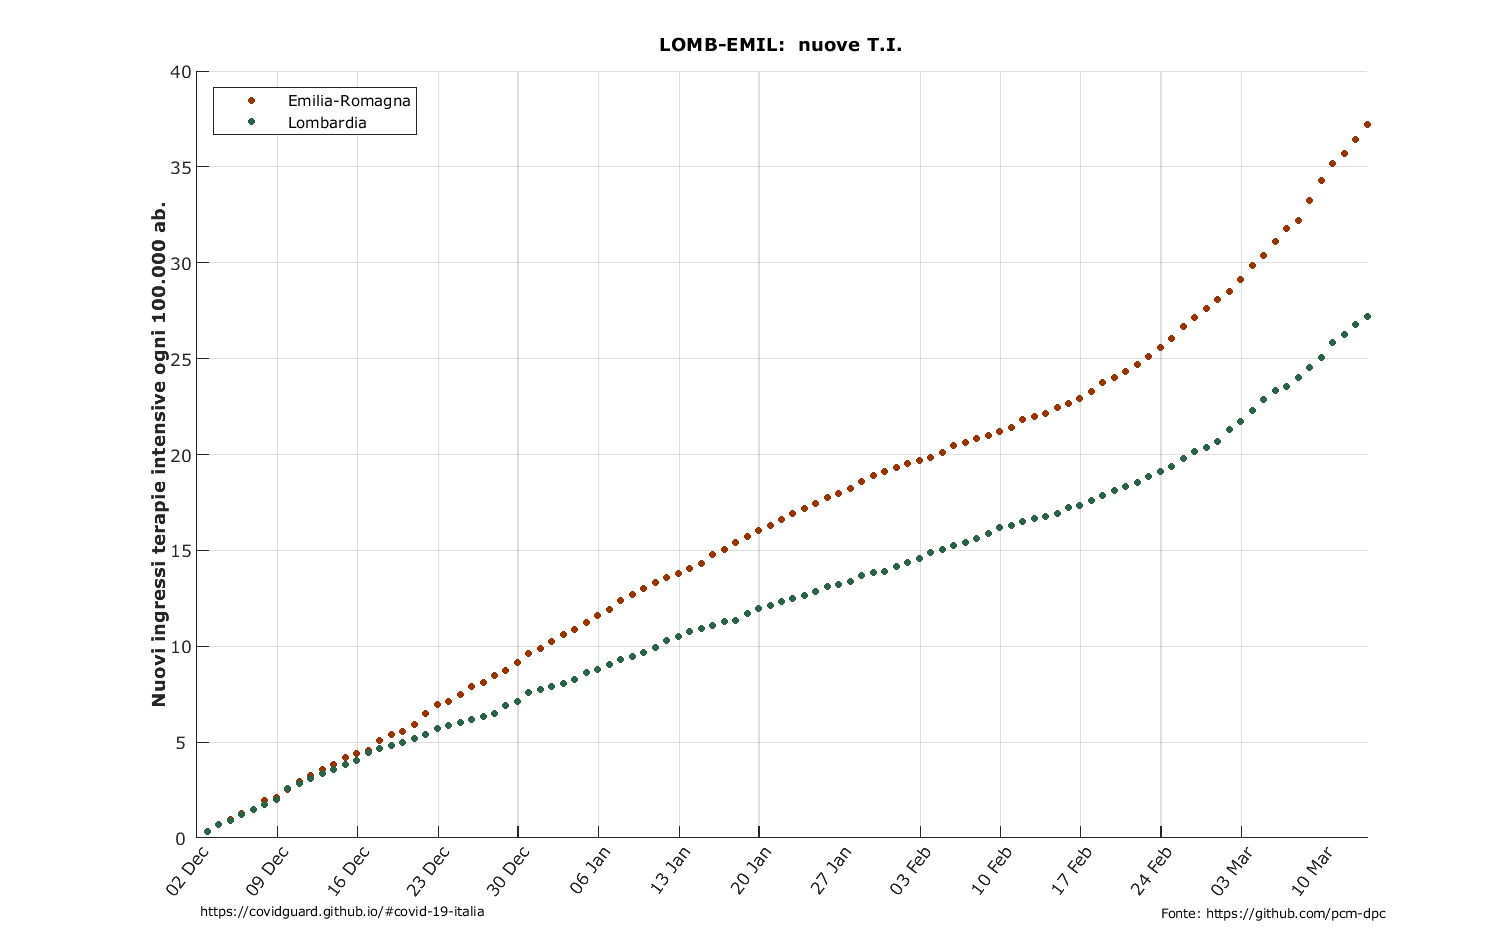 LOMB-EMIL: nuove T.I.
Emilia-Romagna
Lombardia
Nuovi ingressi terapie intensive ogni 100.000 ab.
40
35
30
25
20
15
10
5
0
02 Dec
09 Dec
16 Dec
23 Dec
30 Dec
06 Jan
13 Jan
20 Jan
27 Jan
03 Feb
10 Feb
17 Feb
24 Feb
03 Mar
10 Mar
https://covidguard.github.io/#covid-19-italia
Fonte: https://github.com/pcm-dpc